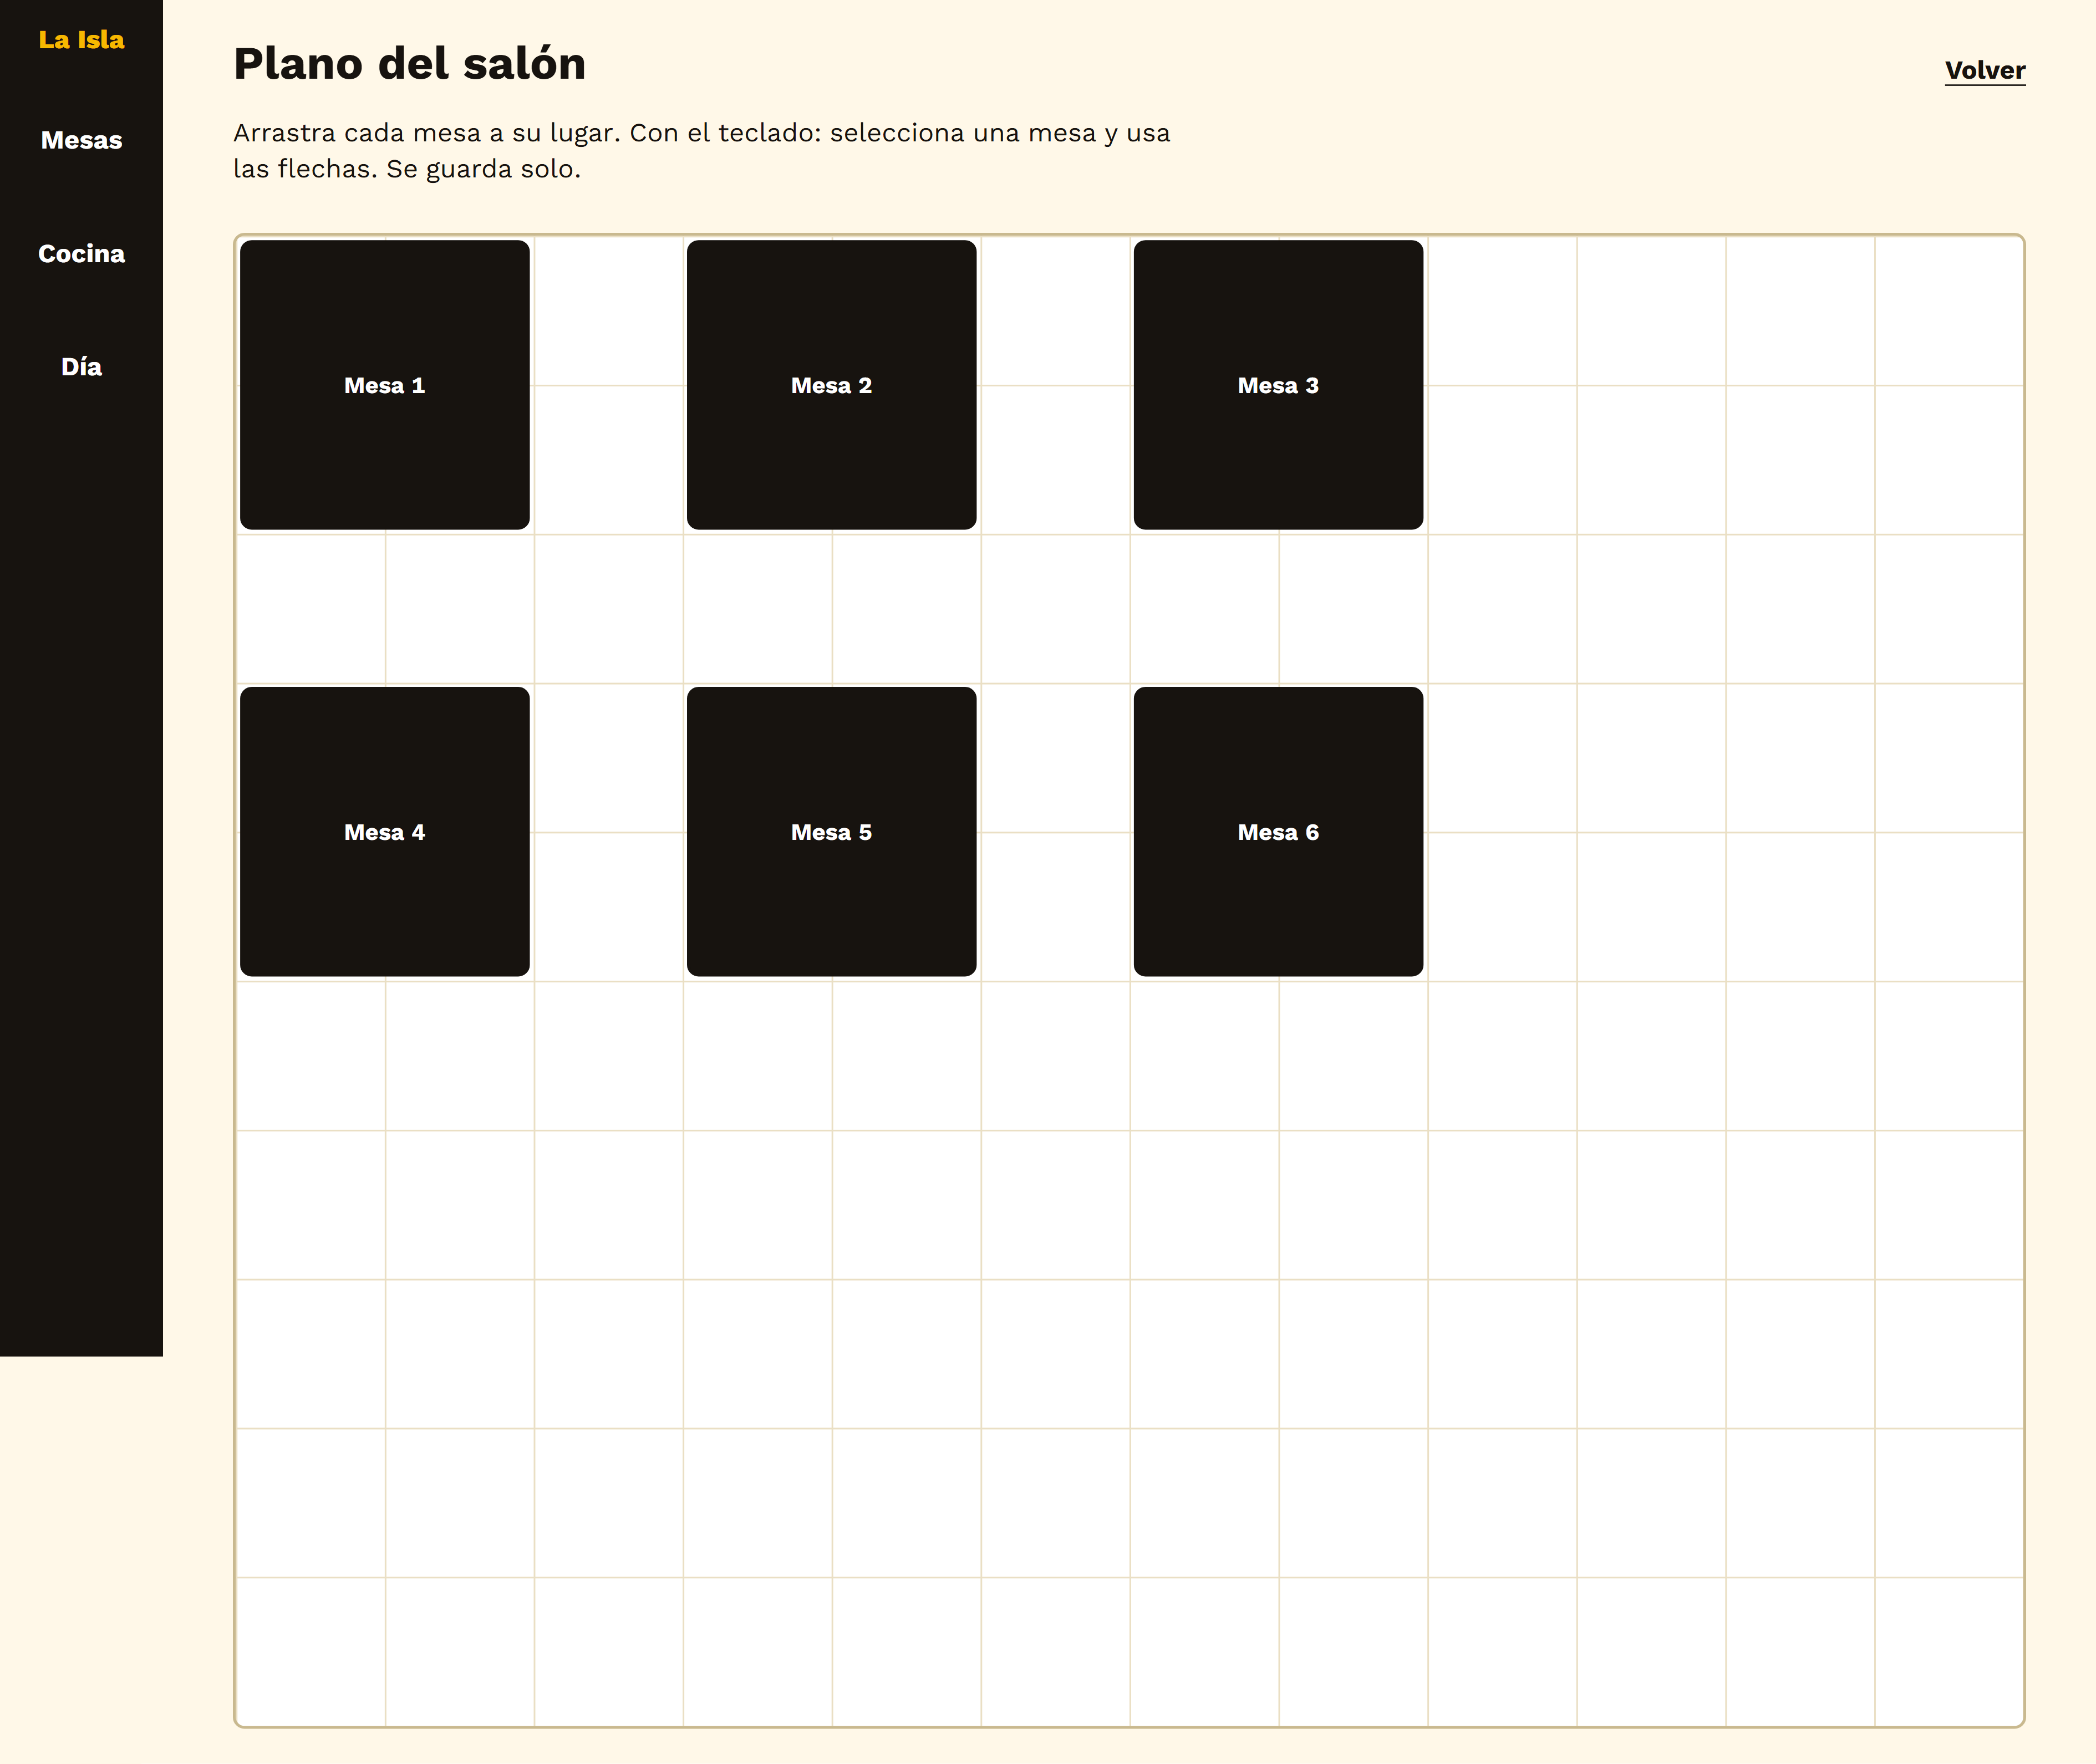 La Isla
Mesas
Cocina
Día
Plano del salón
Volver
Arrastra cada mesa a su lugar. Con el teclado: selecciona una mesa y usa
las flechas. Se guarda solo.
Mesa 1
Mesa 2
Mesa 3
Mesa 4
Mesa 5
Mesa 6